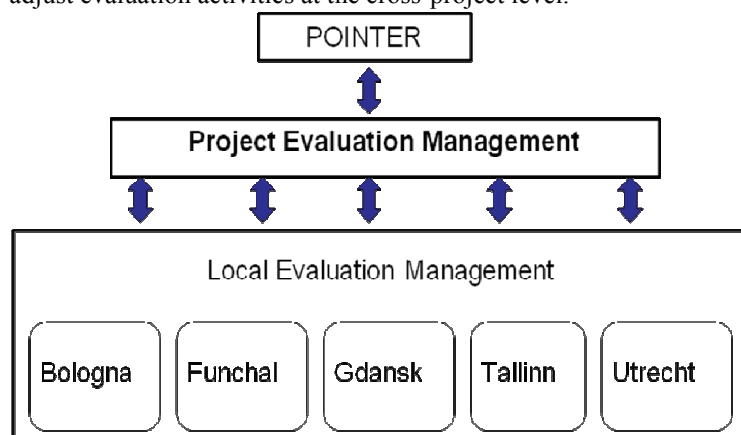 adjust evaluation activities at the cross-project level.
POINTER
Project Evaluation Management
Local Evaluation Management
Bologna Funchal Gdansk Tallinn Utrecht